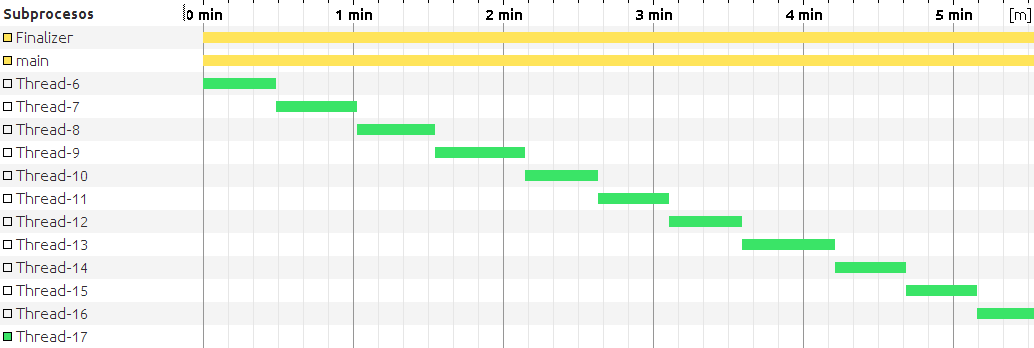 Subprocesos 0 min 1 min 2 min 3 min 4 min 5 min [m]
Finalizer
main
Thread-6
Thread-7
Thread-8
Thread-9
Thread-10
Thread-11
Thread-12
Thread-13
Thread-14
Thread-15
Thread-16
Thread-17